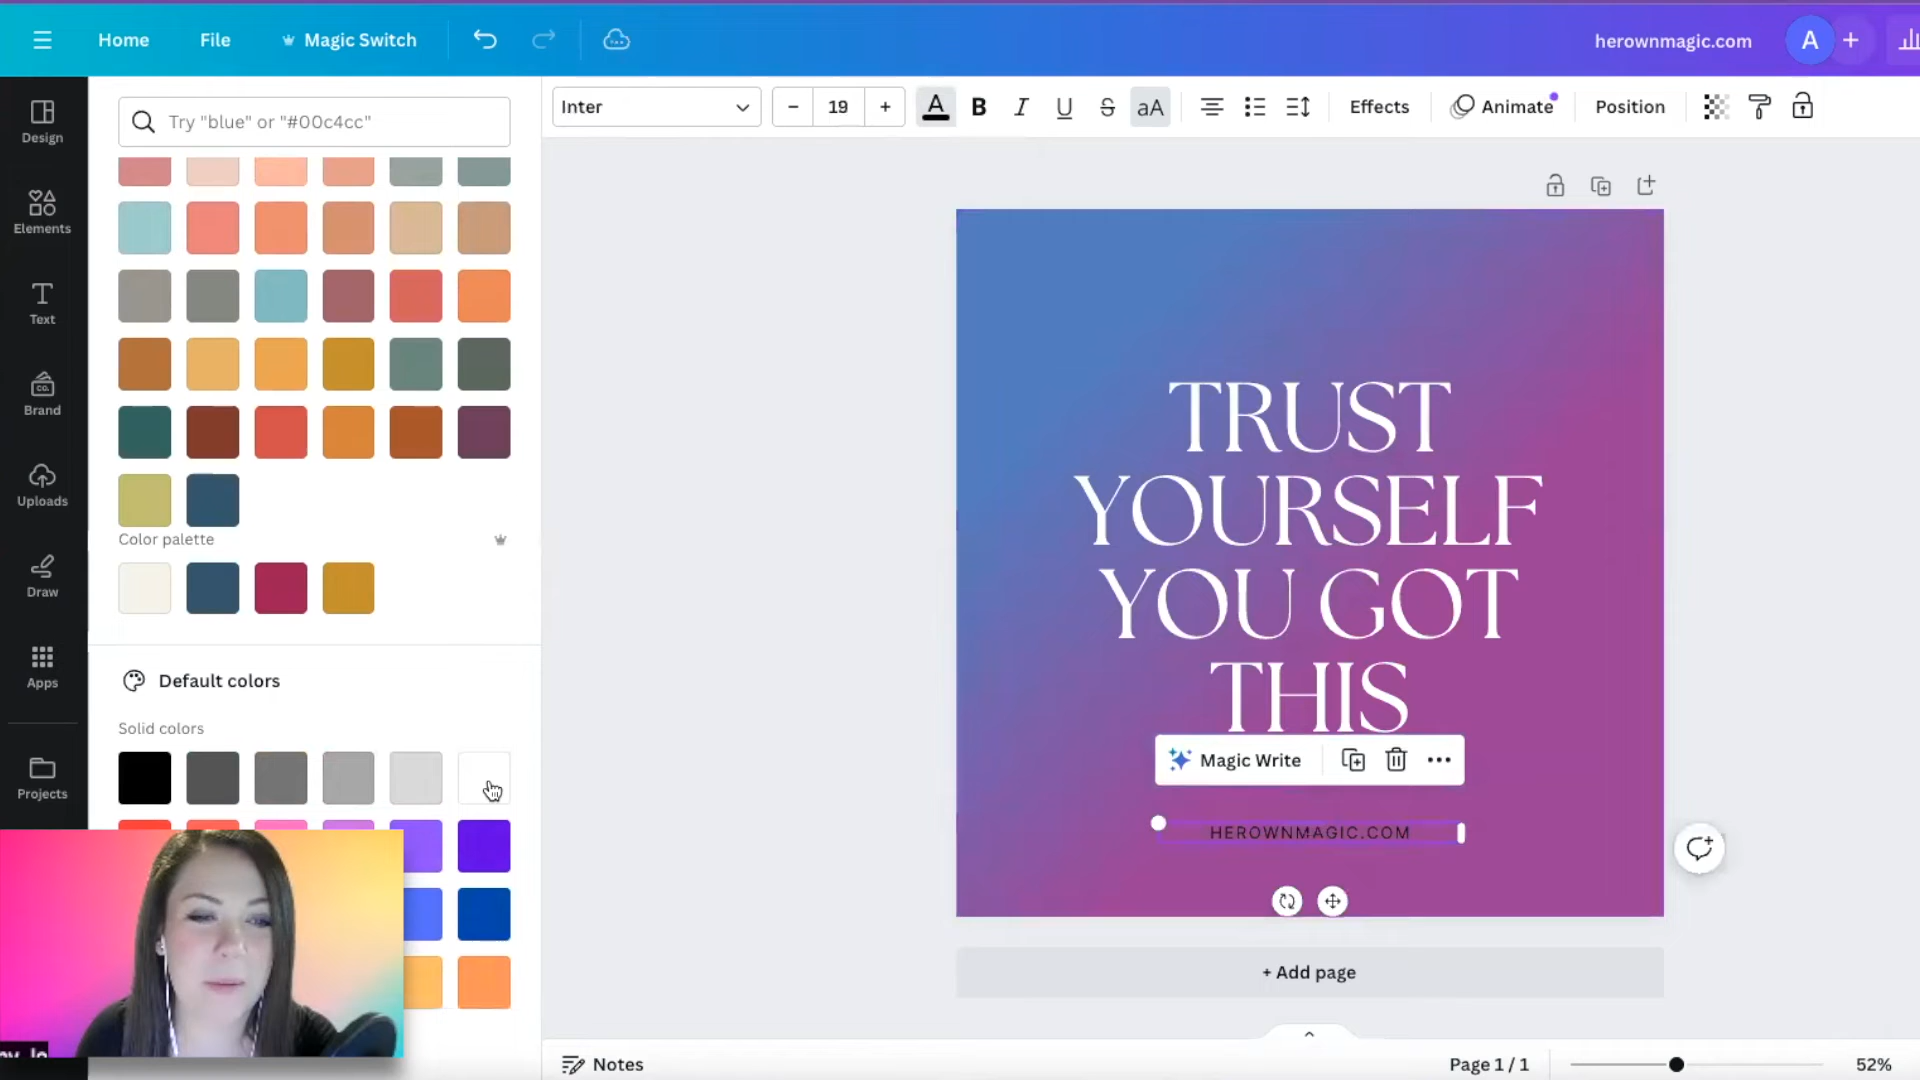 Home File Magic Switch herownmagic.com A +
Try "blue" or "#00c4cc"
Inter − 19 + A B I U S aA Effects Animate Position
Design
Elements
Text
Brand
CO.
Uploads
Draw
Apps
Projects
Color palette
Default colors
Solid colors
TRUST
YOURSELF
YOU GOT
THIS
Magic Write
HEROWNMAGIC.COM
+ Add page
Notes Page 1 / 1 52%